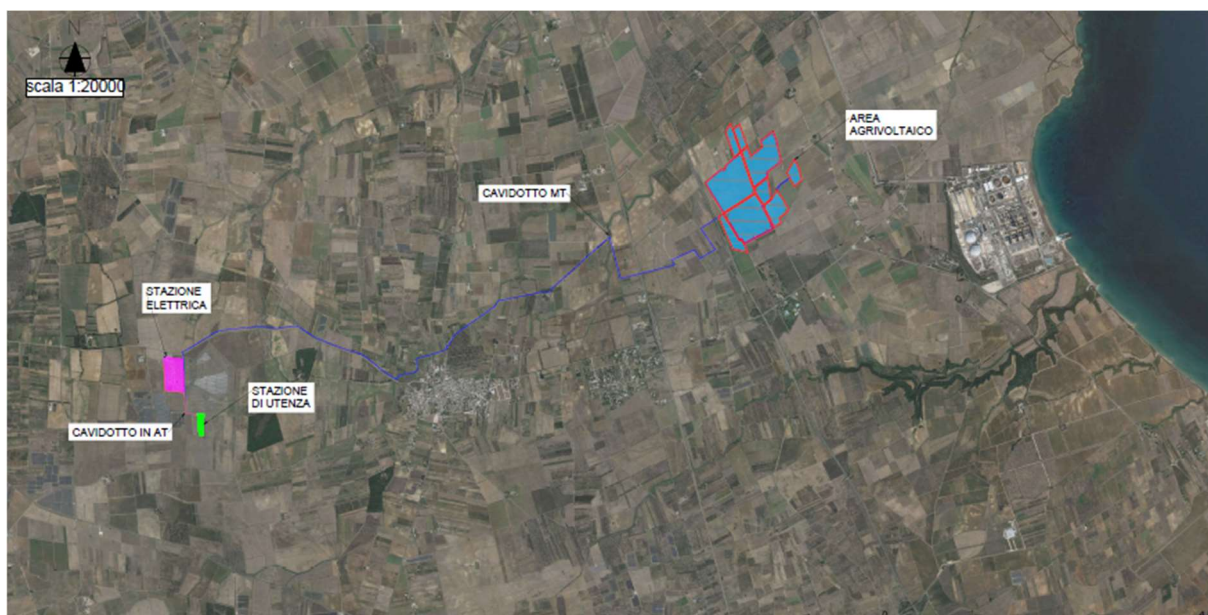 N
scala 1:20000
AREA
AGRIVOLTAICO
CAVIDOTTO MT
STAZIONE
ELETTRICA
STAZIONE
DI UTENZA
CAVIDOTTO IN AT